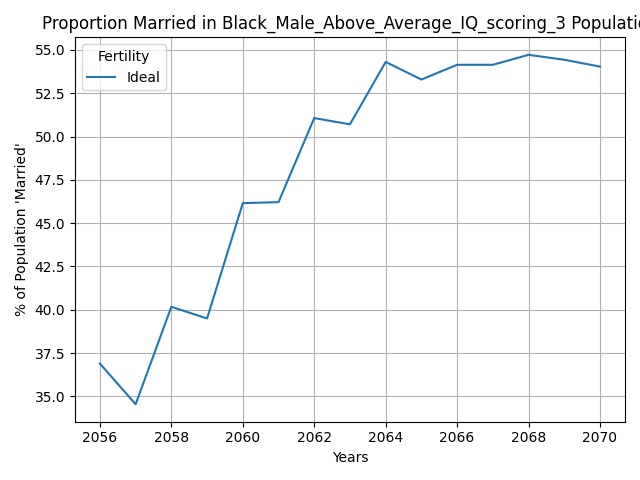 Proportion Married in Black_Male_Above_Average_IQ_scoring_3 Populatio
Fertility
Ideal
55.0
52.5
50.0
47.5
45.0
42.5
40.0
37.5
35.0
% of Population 'Married'
2056 2058 2060 2062 2064 2066 2068 2070
Years